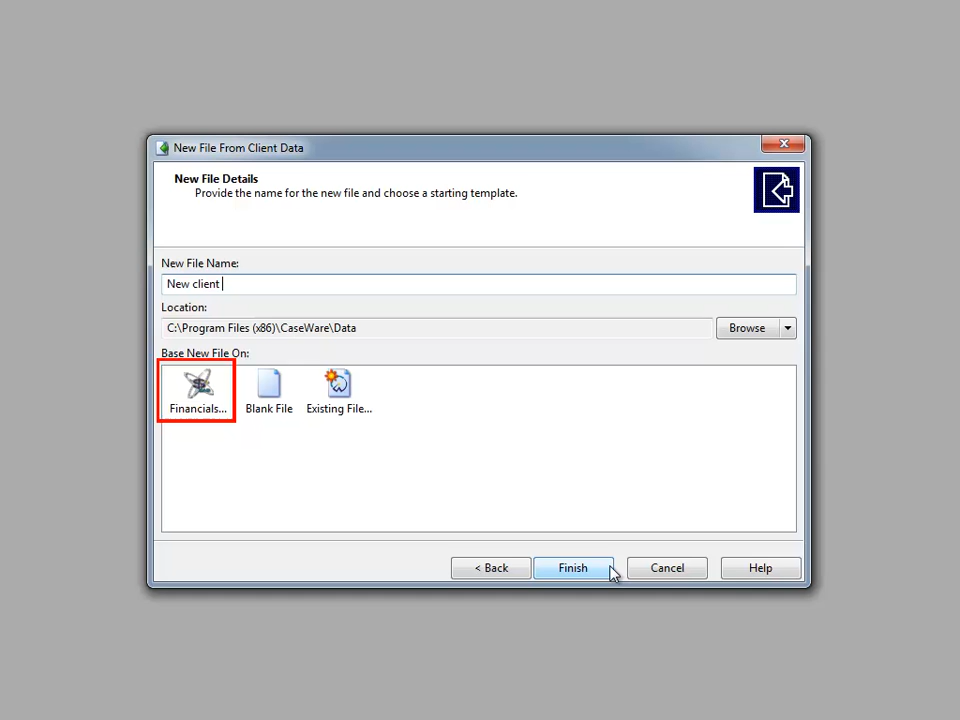 New File From Client Data
New File Details
Provide the name for the new file and choose a starting template.
New File Name:
New client
Location:
C:\Program Files (x86)\CaseWare\Data
Browse
Base New File On:
Financials...
Blank File
Existing File...
< Back
Finish
Cancel
Help